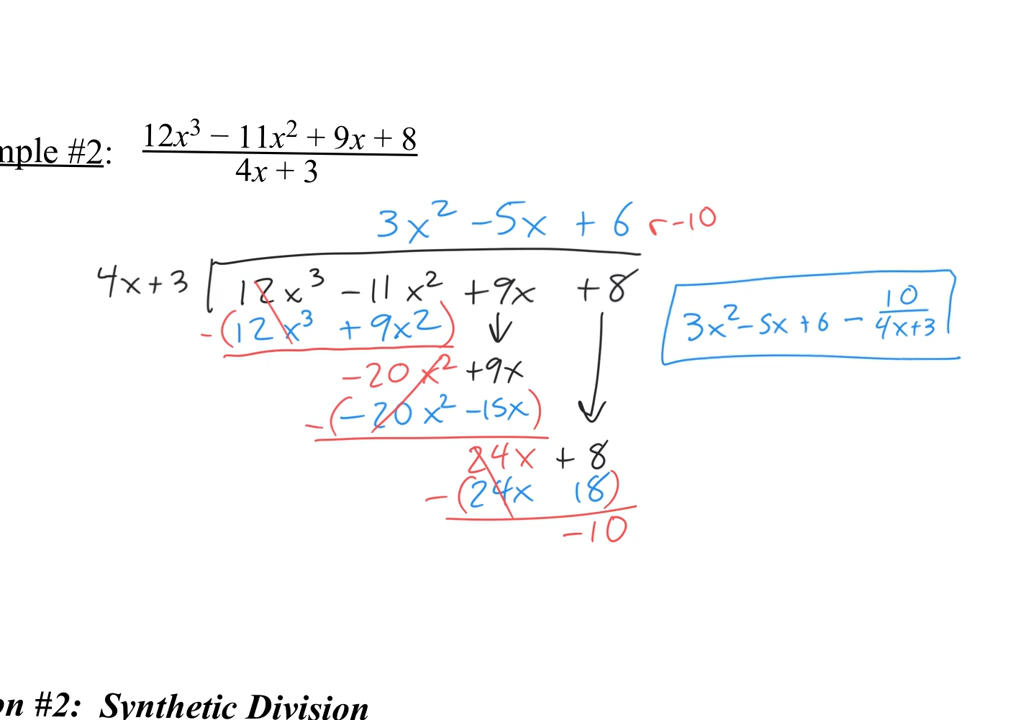 mple #2: 12x³ − 11x² + 9x + 8
4x + 3
3x² -5x + 6 r -10
4x+3 12x³ -11x² +9x +8
-(12x³ +9x2)
-20x² +9x
-(-20x² -15x)
24x + 8
-(24x 18)
-10
3x² - 5x + 6 - 10
4x+3
on #2: Synthetic Division